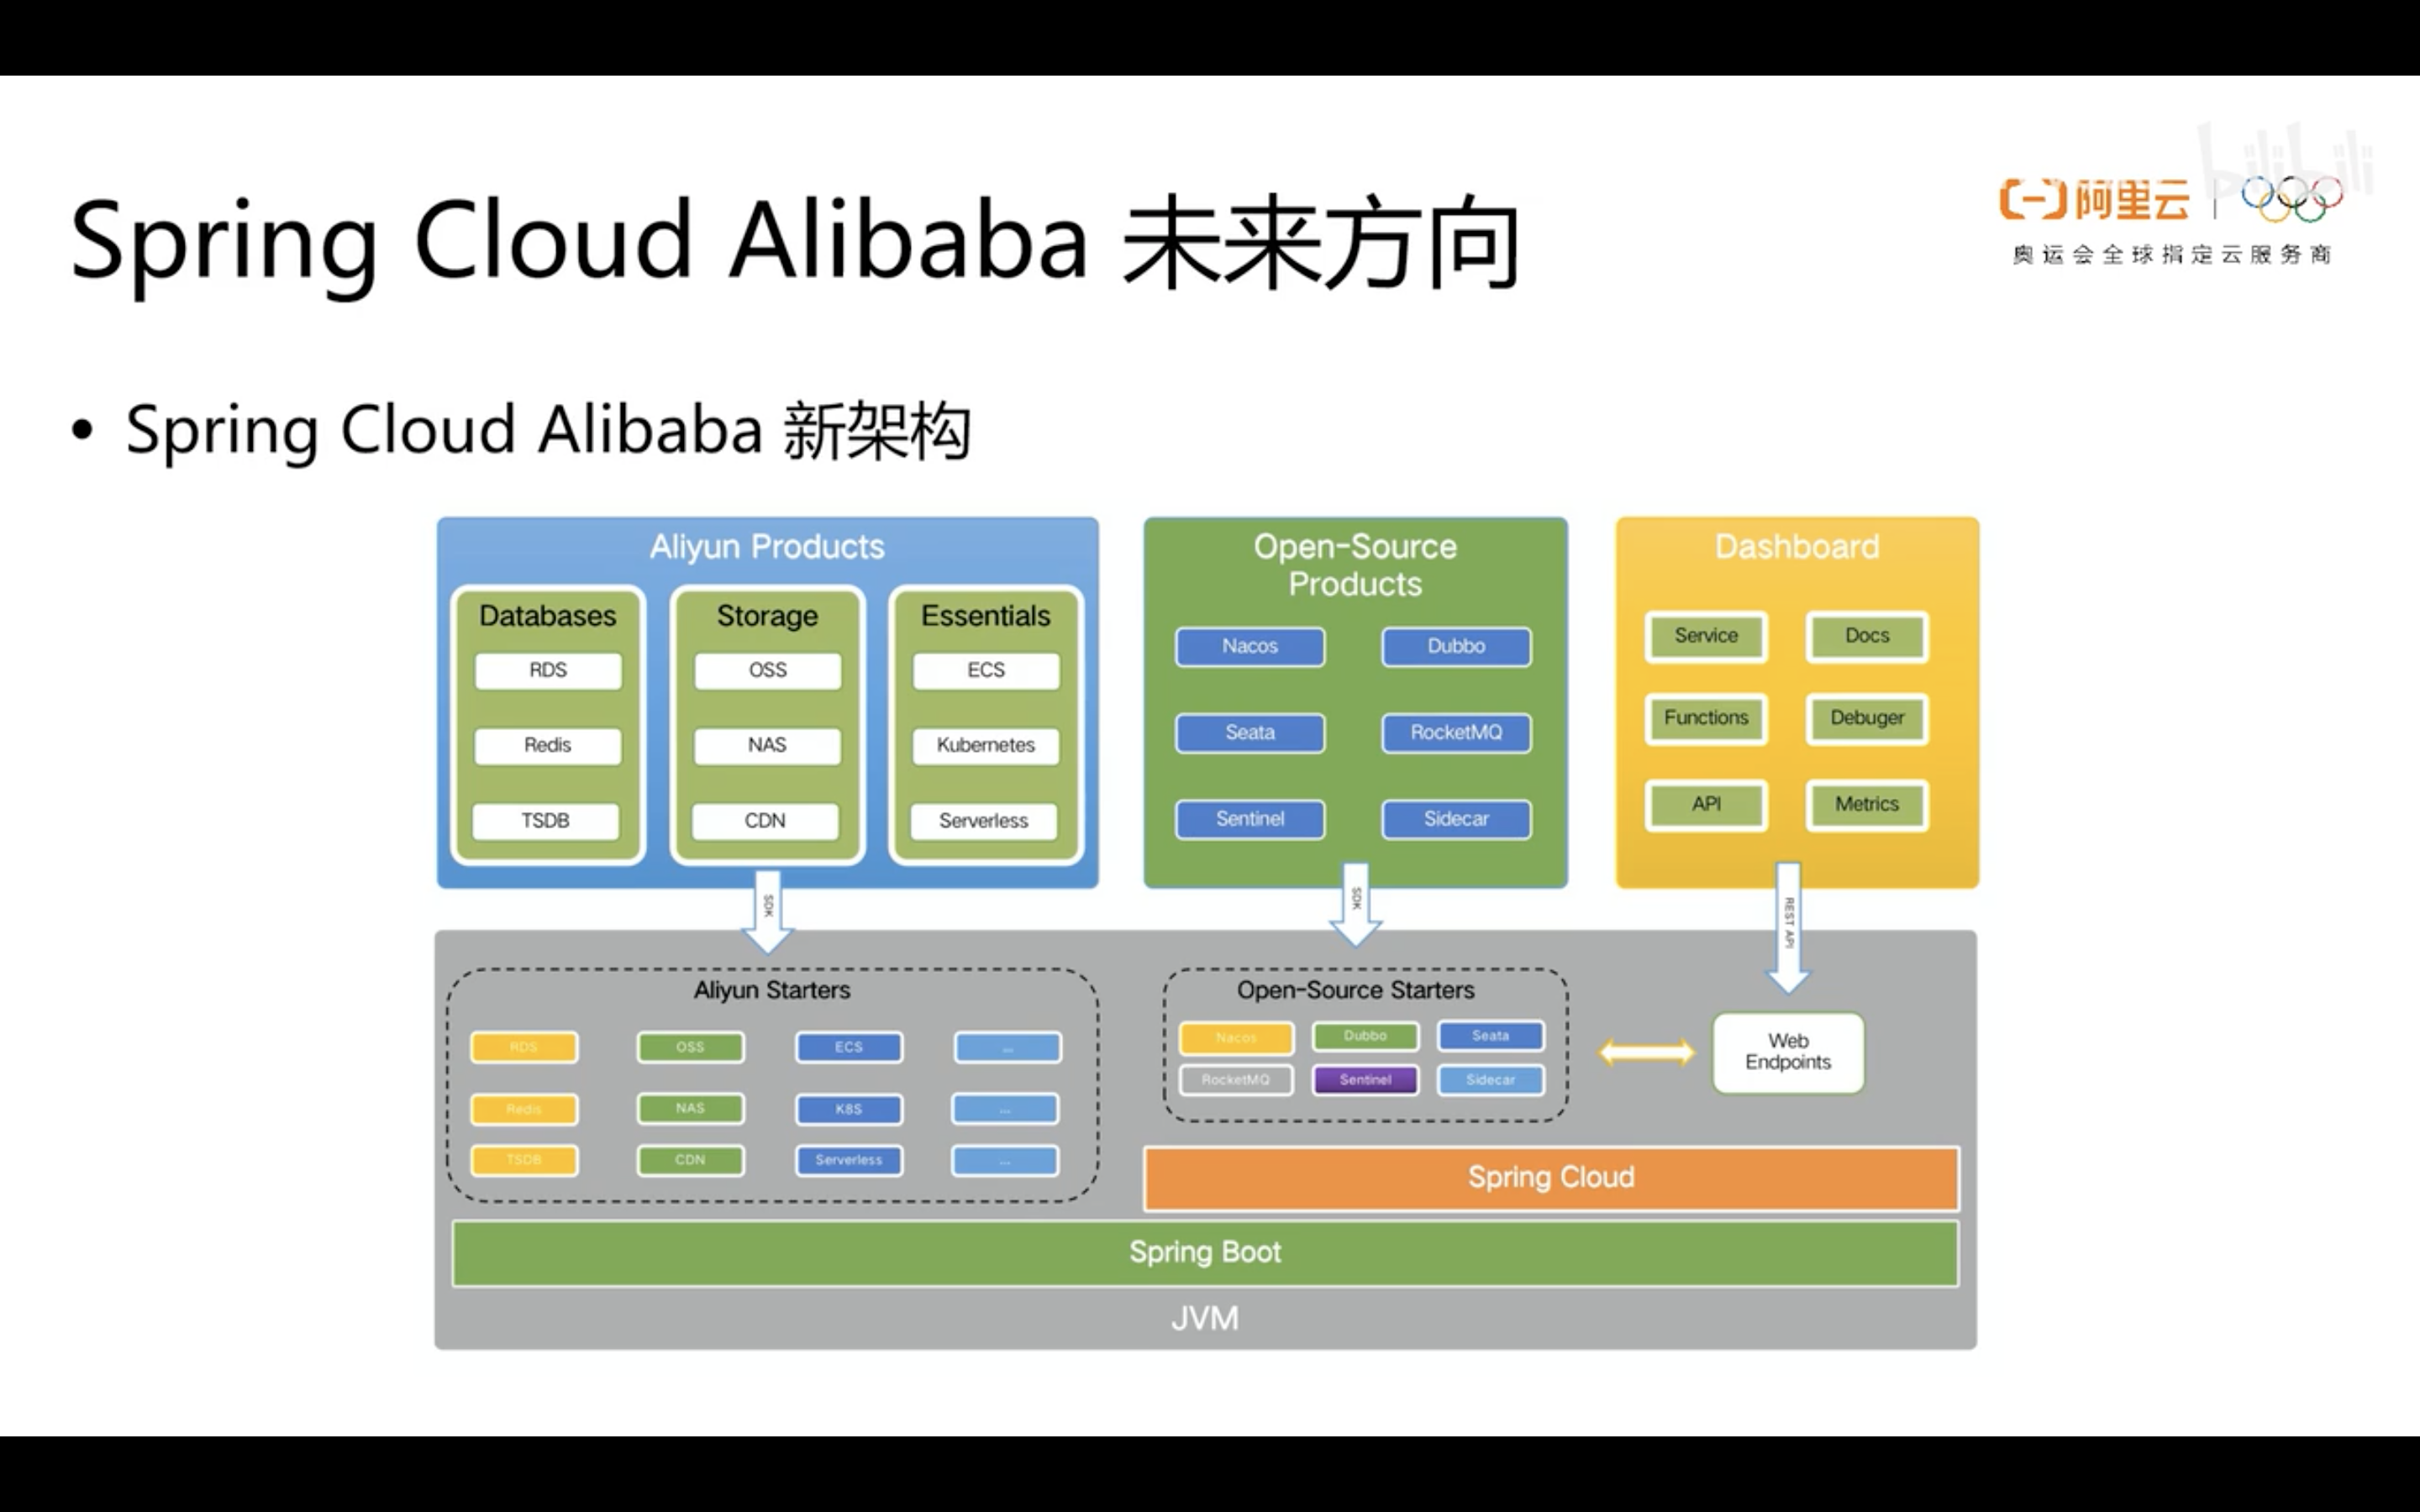 bilibili
阿里云
奥运会全球指定云服务商
Spring Cloud Alibaba 未来方向
• Spring Cloud Alibaba 新架构
Aliyun Products
Databases
RDS
Redis
TSDB
Storage
OSS
NAS
CDN
Essentials
ECS
Kubernetes
Serverless
Open-Source
Products
Nacos
Dubbo
Seata
RocketMQ
Sentinel
Sidecar
Dashboard
Service
Docs
Functions
Debuger
API
Metrics
SDK
SDK
REST API
Aliyun Starters
RDS
OSS
ECS
...
Redis
NAS
K8S
...
TSDB
CDN
Serverless
...
Open-Source Starters
Nacos
Dubbo
Seata
RocketMQ
Sentinel
Sidecar
Web
Endpoints
Spring Cloud
Spring Boot
JVM